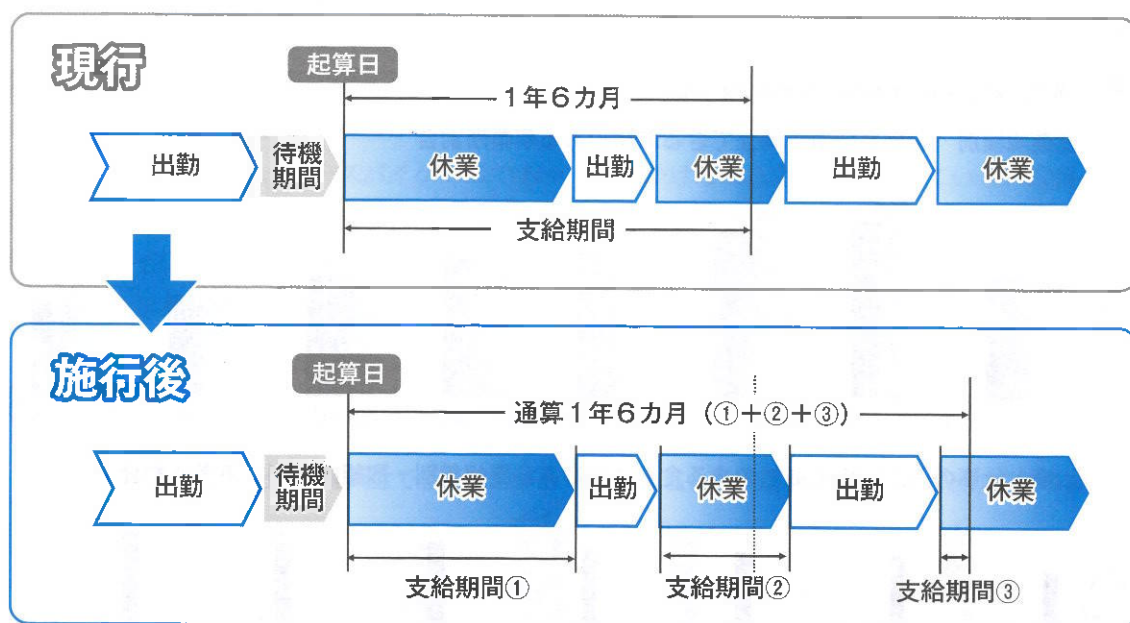 現行
起算日
1年6カ月
出勤
待機
期間
休業
出勤
休業
出勤
休業
支給期間
施行後
起算日
通算1年6カ月（①＋②＋③）
出勤
待機
期間
休業
出勤
休業
出勤
休業
支給期間①
支給期間②
支給期間③